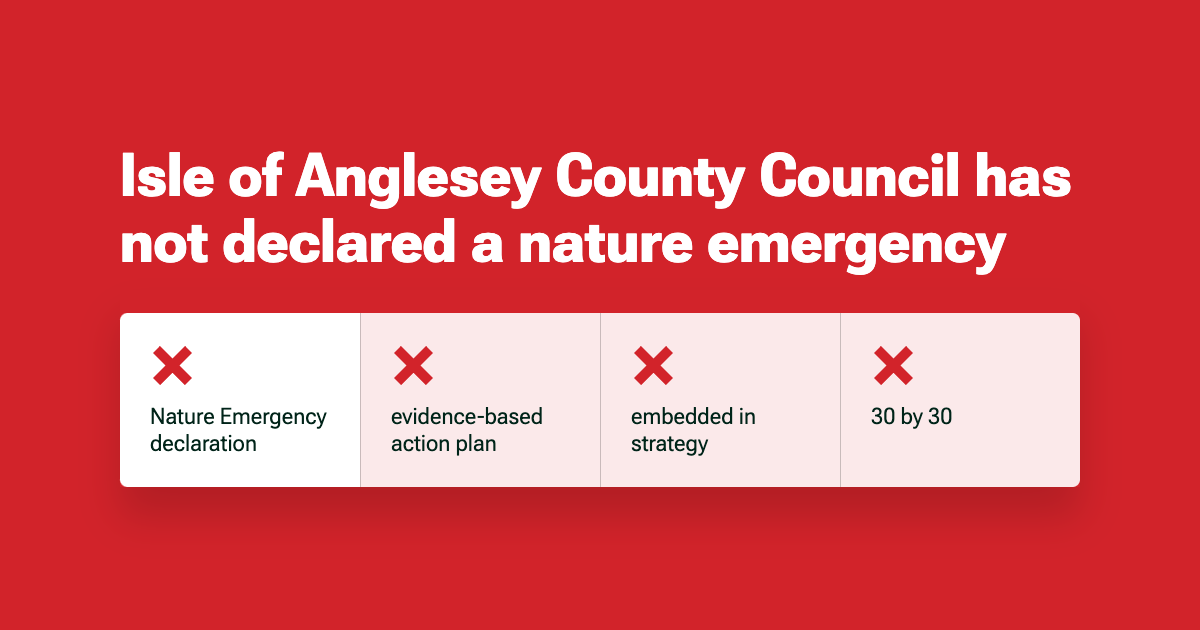 Isle of Anglesey County Council has
not declared a nature emergency
Nature Emergency
declaration
evidence-based
action plan
embedded in
strategy
30 by 30